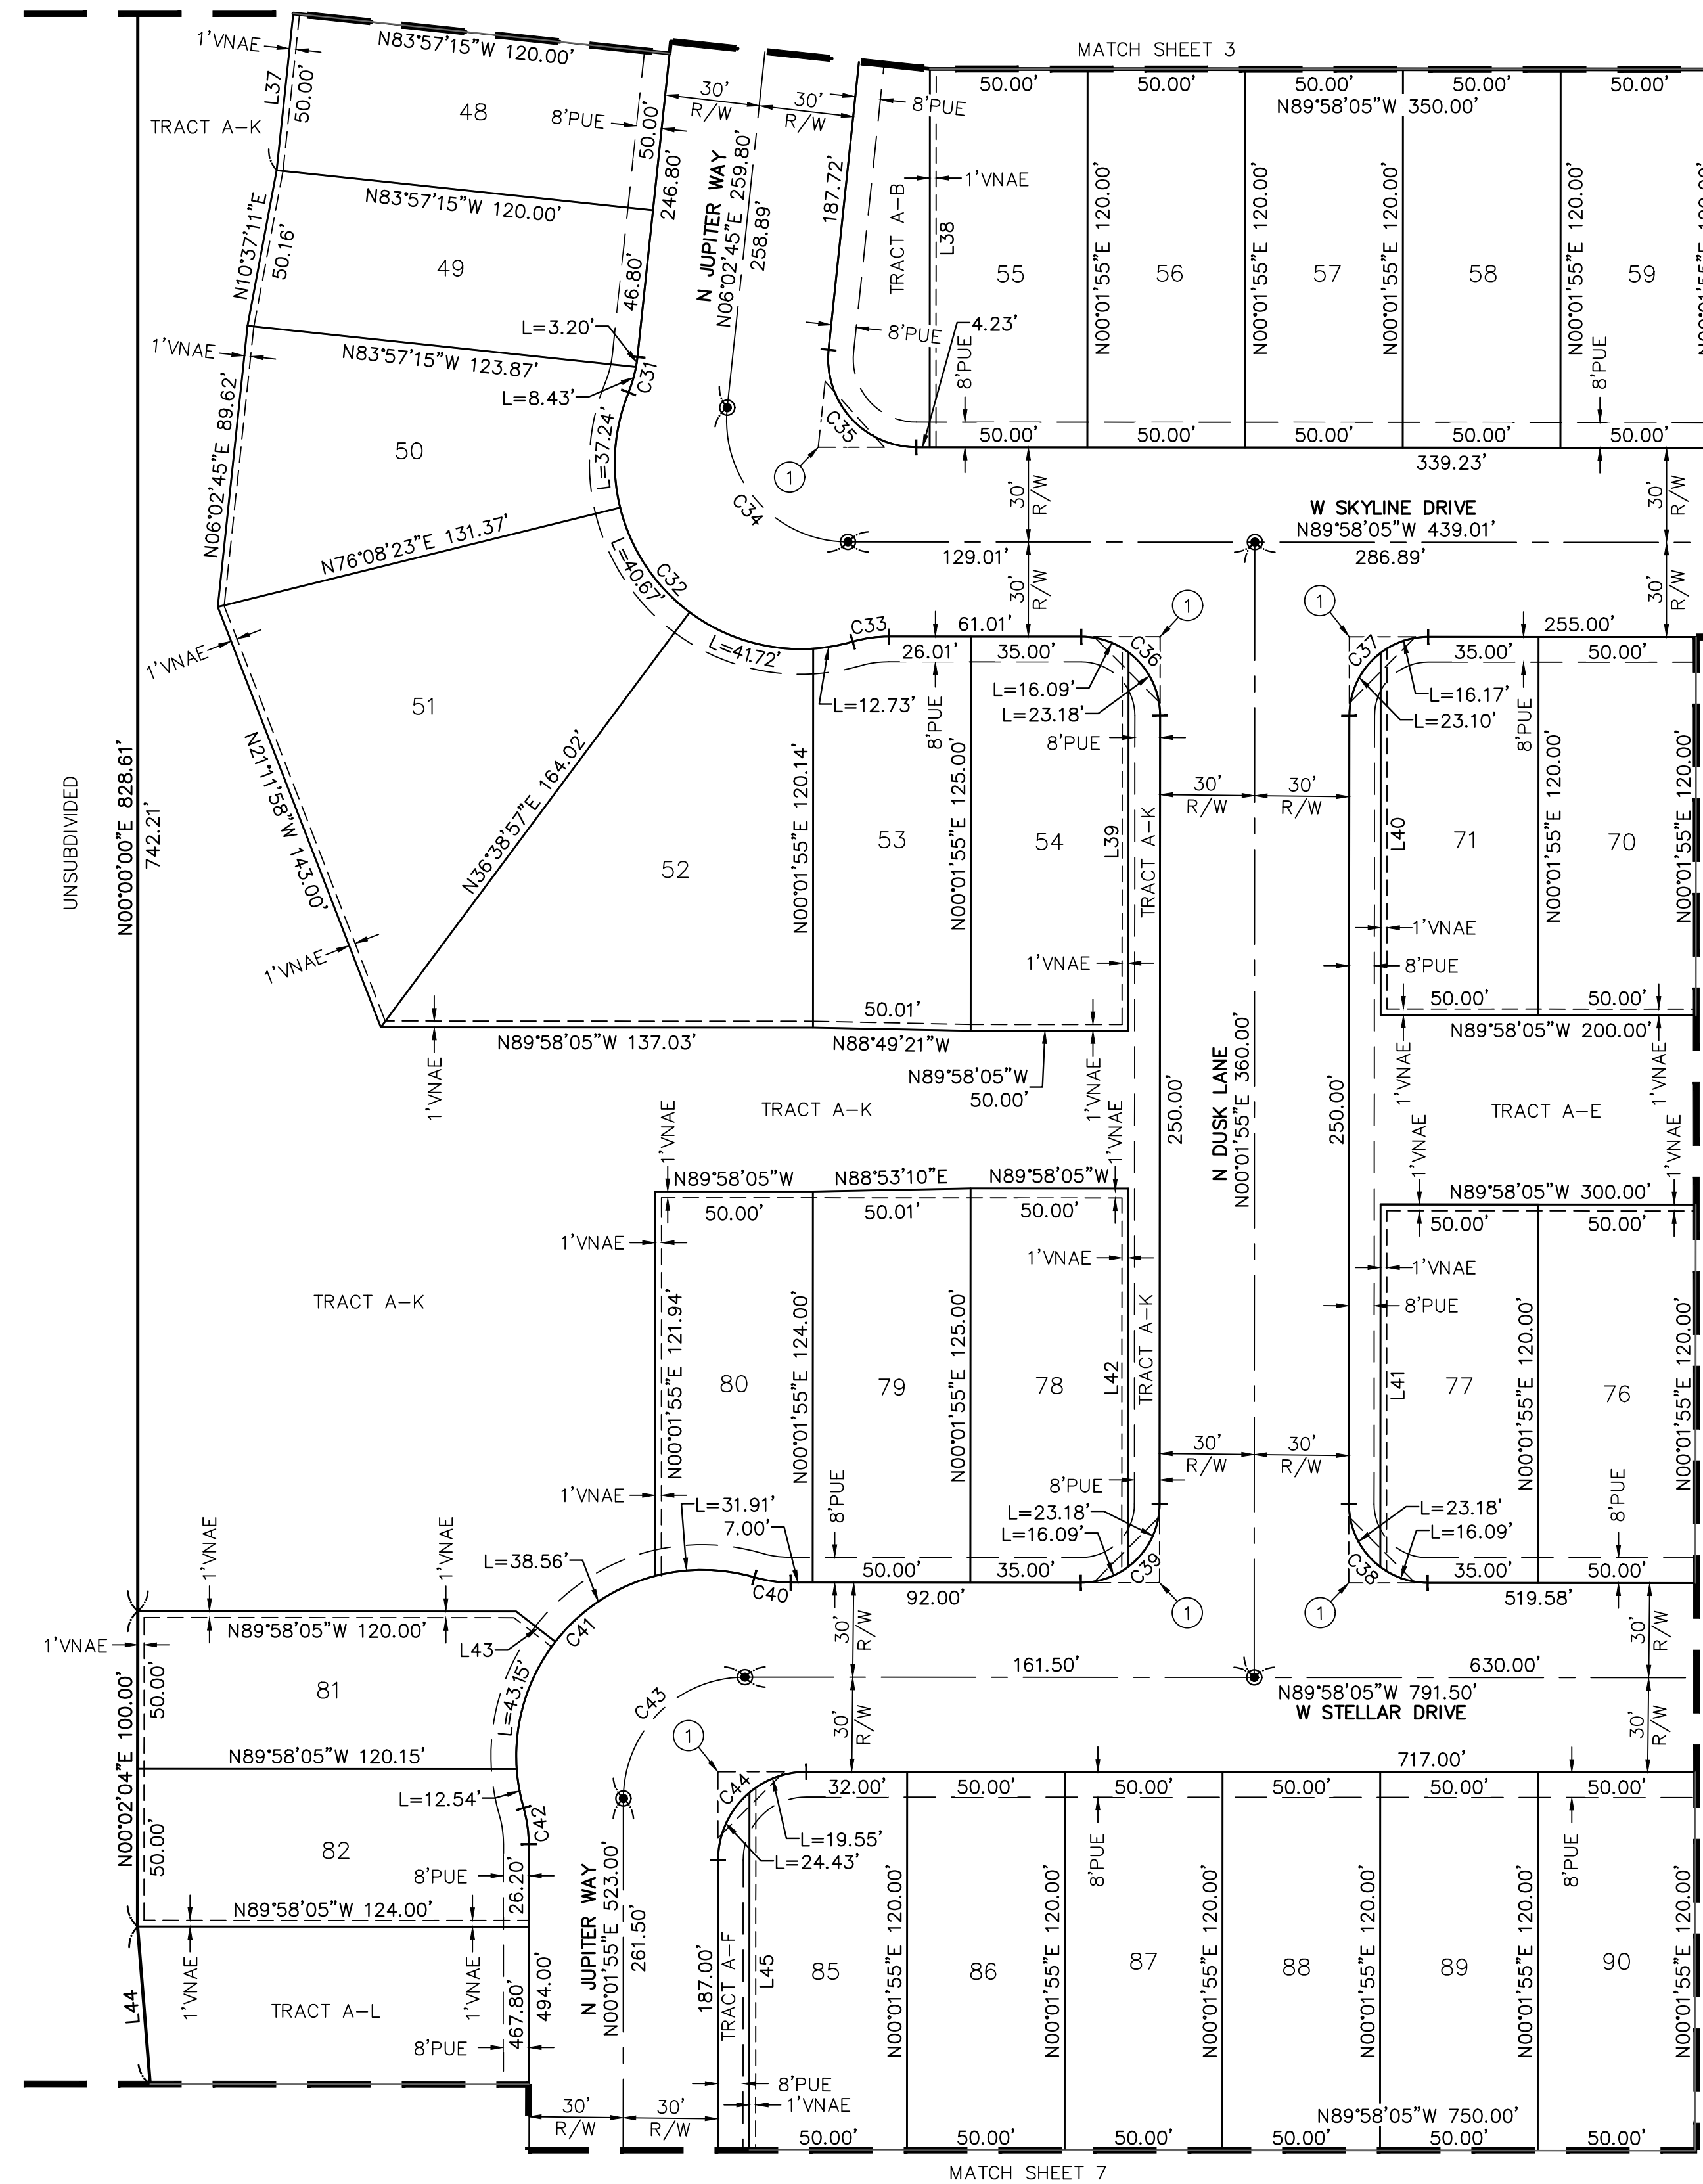 MATCH SHEET 3
1'VNAE
N83°57'15"W 120.00'
L37
50.00'
48
TRACT A-K
8'PUE
50.00'
30'
R/W
30'
R/W
8'PUE
246.80'
N83°57'15"W 120.00'
N JUPITER WAY
N06°02'45"E 259.80'
258.89'
187.72'
TRACT A-B
1'VNAE
L38
50.00'
50.00'
50.00'
50.00'
N89°58'05"W 350.00'
N00°01'55"E 120.00'
N00°01'55"E 120.00'
N00°01'55"E 120.00'
N00°01'55"E 120.00'
55
56
57
58
59
N10°37'11"E
50.16'
49
46.80'
L=3.20'
1'VNAE
N83°57'15"W 123.87'
L=8.43'
C31
8'PUE
4.23'
8'PUE
8'PUE
N06°02'45"E 89.62'
50
L=37.24'
C35
1
50.00'
50.00'
50.00'
50.00'
339.23'
30'
R/W
30'
R/W
C34
W SKYLINE DRIVE
N89°58'05"W 439.01'
129.01'
286.89'
30'
R/W
30'
R/W
N76°08'23"E 131.37'
L=40.67'
C32
C33
61.01'
1
1
255.00'
1'VNAE
L=41.72'
26.01'
35.00'
C36
C37
35.00'
50.00'
51
L=12.73'
8'PUE
L=16.09'
L=23.18'
8'PUE
L=16.17'
L=23.10'
8'PUE
N21°11'58"W 143.00'
N36°38'57"E 164.02'
UNSUBDIVIDED
N00°00'00"E 828.61'
742.21'
52
N00°01'55"E 120.14'
53
N00°01'55"E 125.00'
54
L39
TRACT A-K
30'
R/W
30'
R/W
L40
71
N00°01'55"E 120.00'
70
N00°01'55"E 120.00'
1'VNAE
1'VNAE
1'VNAE
8'PUE
50.01'
50.00'
50.00'
N89°58'05"W 137.03'
N88°49'21"W
N89°58'05"W 200.00'
1'VNAE
N89°58'05"W
50.00'
1'VNAE
1'VNAE
1'VNAE
TRACT A-K
250.00'
N DUSK LANE
N00°01'55"E 360.00'
250.00'
TRACT A-E
1'VNAE
1'VNAE
1'VNAE
1'VNAE
N89°58'05"W
N88°53'10"E
N89°58'05"W
N89°58'05"W 300.00'
50.00'
50.01'
50.00'
50.00'
50.00'
1'VNAE
1'VNAE
1'VNAE
TRACT A-K
8'PUE
N00°01'55"E 121.94'
80
N00°01'55"E 124.00'
79
N00°01'55"E 125.00'
78
L42
TRACT A-K
L41
77
N00°01'55"E 120.00'
76
N00°01'55"E 120.00'
30'
R/W
30'
R/W
1'VNAE
L=31.91'
7.00'
8'PUE
8'PUE
L=23.18'
L=16.09'
L=23.18'
L=16.09'
8'PUE
1'VNAE
1'VNAE
L=38.56'
C40
50.00'
35.00'
C39
C38
35.00'
50.00'
92.00'
1
1
519.58'
N89°58'05"W 120.00'
L43
C41
30'
R/W
30'
R/W
1'VNAE
81
50.00'
L=43.15'
161.50'
630.00'
N89°58'05"W 791.50'
W STELLAR DRIVE
C43
1
30'
R/W
30'
R/W
N00°02'04"E 100.00'
N89°58'05"W 120.15'
717.00'
L=12.54'
C42
C44
32.00'
50.00'
50.00'
50.00'
50.00'
50.00'
82
8'PUE
26.20'
L=19.55'
L=24.43'
8'PUE
8'PUE
N89°58'05"W 124.00'
L44
1'VNAE
TRACT A-L
1'VNAE
467.80'
494.00'
8'PUE
N JUPITER WAY
N00°01'55"E 523.00'
261.50'
187.00'
TRACT A-F
L45
85
N00°01'55"E 120.00'
86
N00°01'55"E 120.00'
87
N00°01'55"E 120.00'
88
N00°01'55"E 120.00'
89
N00°01'55"E 120.00'
90
N00°01'55"E 120.00'
50.00'
8'PUE
1'VNAE
30'
R/W
30'
R/W
N89°58'05"W 750.00'
50.00'
50.00'
50.00'
50.00'
50.00'
50.00'
MATCH SHEET 7